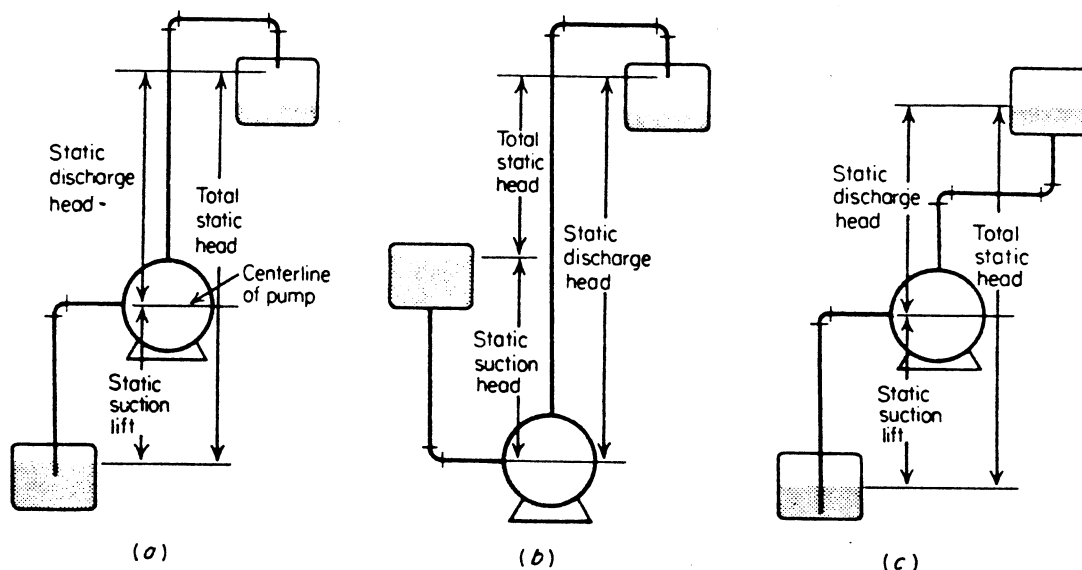 Static
discharge
head-
Total
static
head
Centerline
of pump
Static
suction
lift
(a)
Total
static
head
Static
discharge
head
Static
suction
head
(b)
Static
discharge
head
Total
static
head
Static
suction
lift
(c)